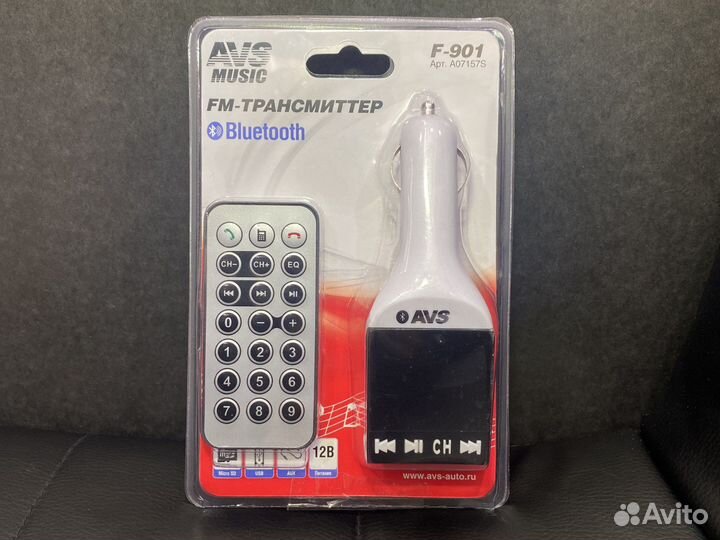 AVS
MUSIC
F-901
Арт. A07157S
FM-ТРАНСМИТТЕР
Bluetooth
CH-
CH+
EQ
0
-
+
1
2
3
4
5
6
7
8
9
AVS
CH
Micro SD
USB
AUX
12В
Питание
www.avs-auto.ru
Avito